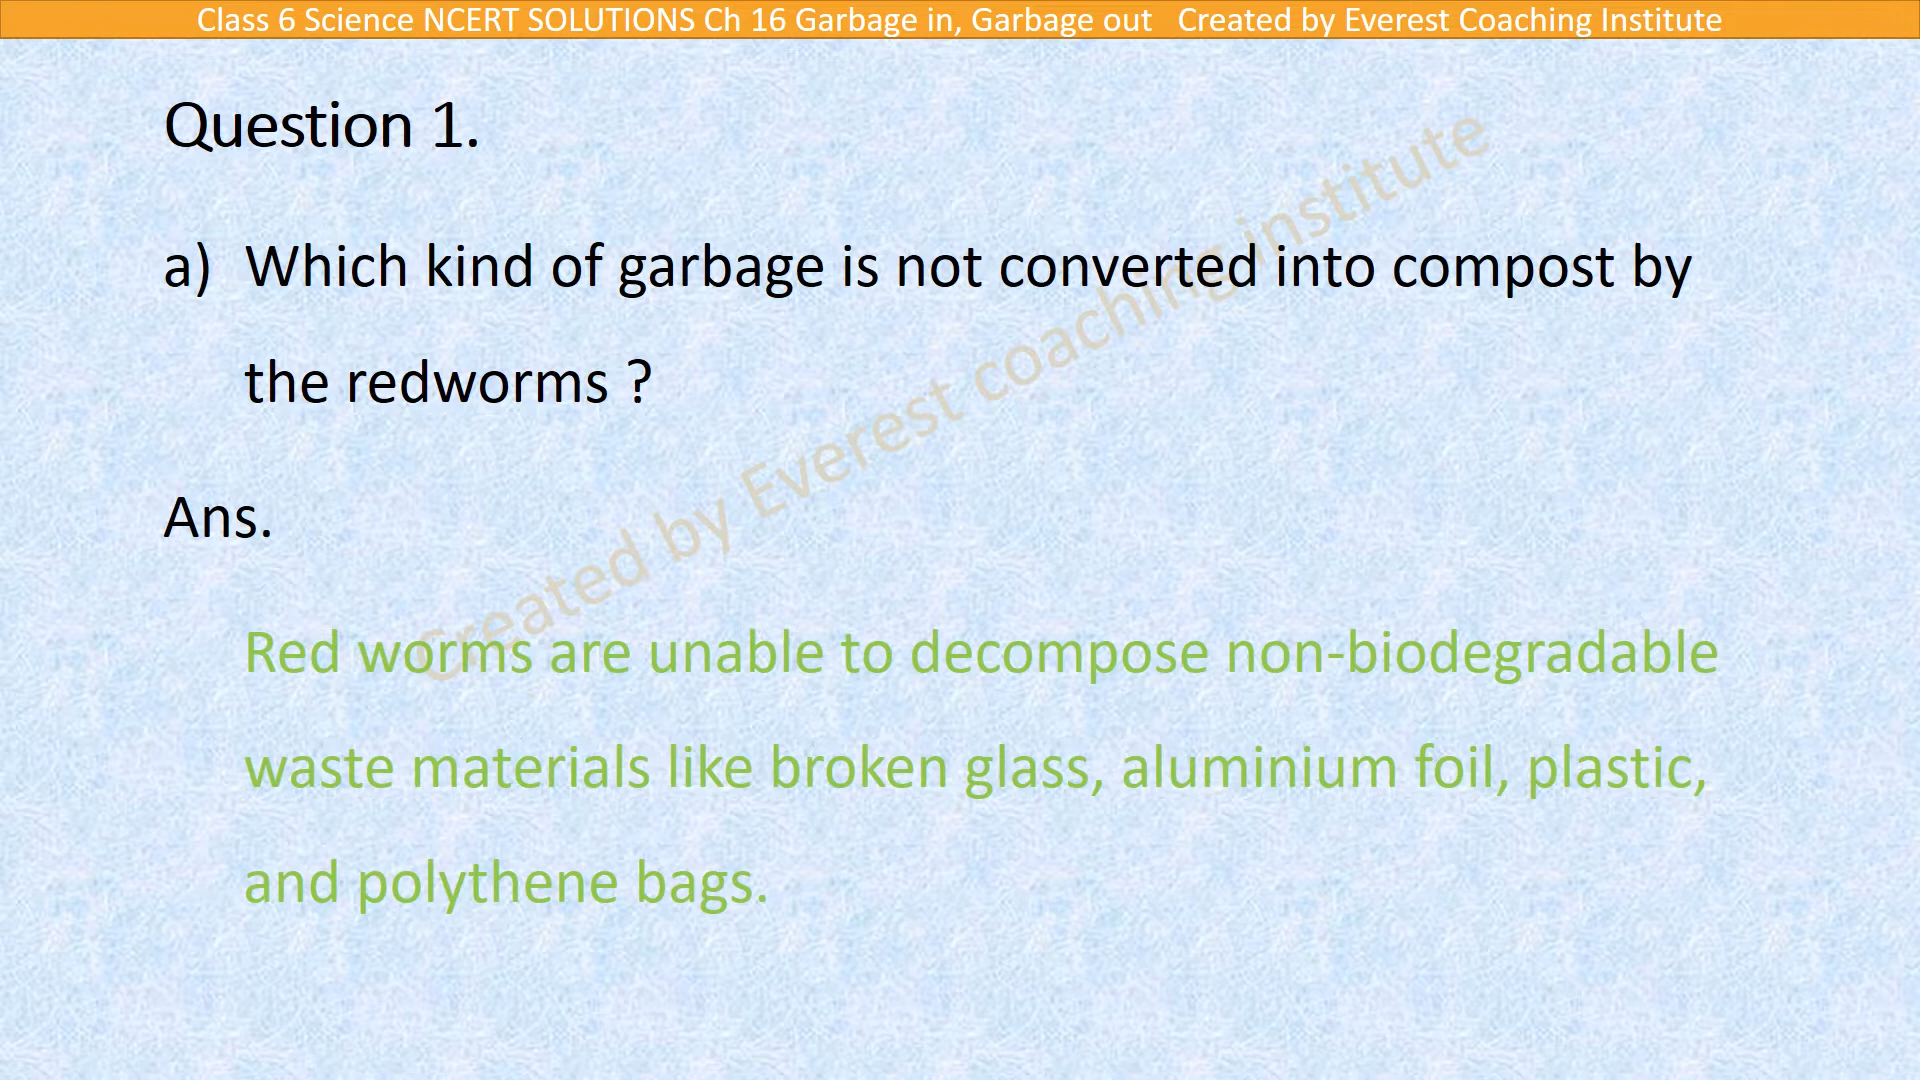 Class 6 Science NCERT SOLUTIONS Ch 16 Garbage in, Garbage out Created by Everest Coaching Institute
Question 1.
a) Which kind of garbage is not converted into compost by
the redworms ?
Ans.
Red worms are unable to decompose non-biodegradable
waste materials like broken glass, aluminium foil, plastic,
and polythene bags.
Created by Everest coaching institute